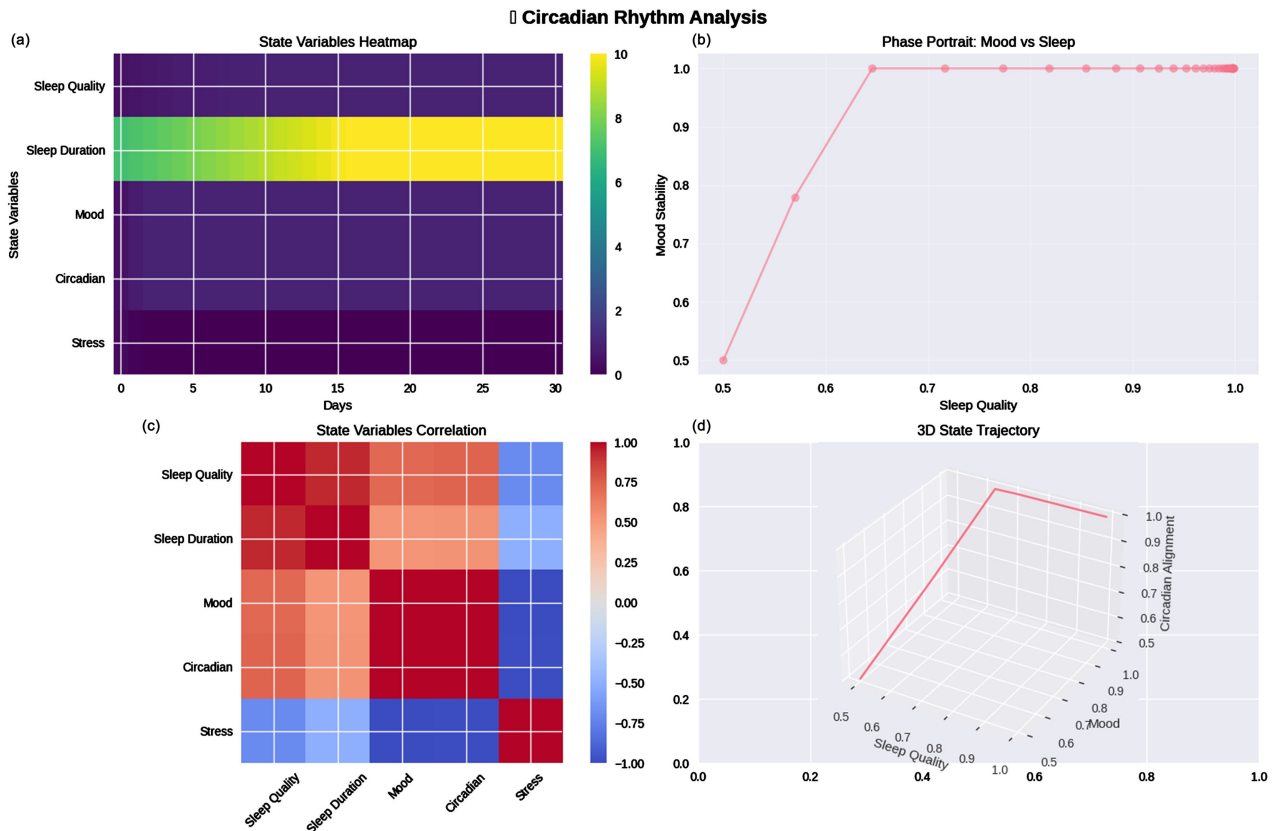 ▯ Circadian Rhythm Analysis
(a)
State Variables Heatmap
State Variables
Sleep Quality
Sleep Duration
Mood
Circadian
Stress
0 5 10 15 20 25 30
Days
10
8
6
4
2
0
(b)
Phase Portrait: Mood vs Sleep
Mood Stability
1.0
0.9
0.8
0.7
0.6
0.5
0.5 0.6 0.7 0.8 0.9 1.0
Sleep Quality
(c)
State Variables Correlation
Sleep Quality
Sleep Duration
Mood
Circadian
Stress
Sleep Quality Sleep Duration Mood Circadian Stress
1.00
0.75
0.50
0.25
0.00
−0.25
−0.50
−0.75
−1.00
(d)
3D State Trajectory
1.0
0.8
0.6
0.4
0.2
0.0
0.0 0.2 0.4 0.6 0.8 1.0
0.5 0.6 0.7 0.8 0.9 1.0
Sleep Quality
0.5 0.6 0.7 0.8 0.9 1.0
Mood
0.5 0.6 0.7 0.8 0.9 1.0
Circadian Alignment